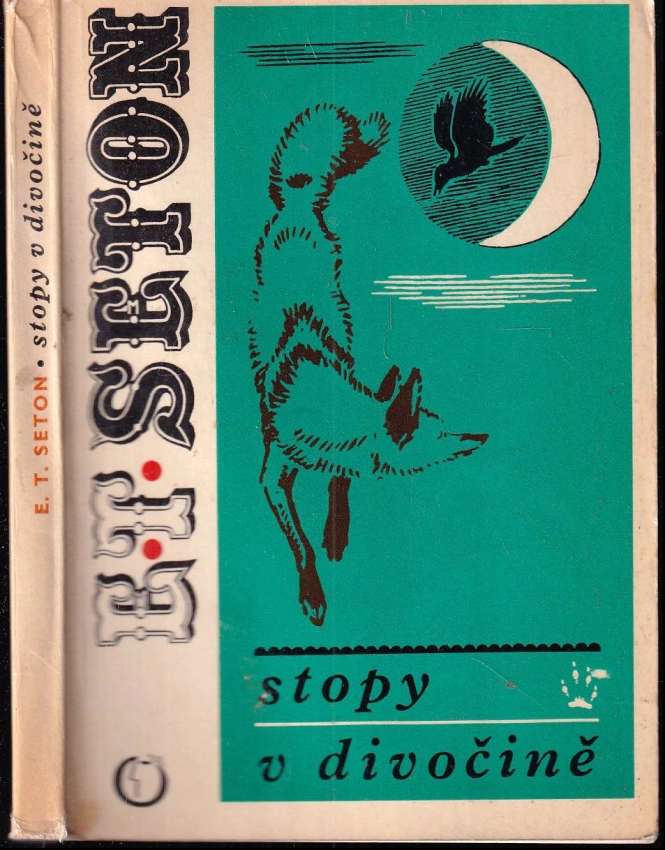 E. T. SETON • stopy v divočině
E•T•SETON
stopy
v divočině